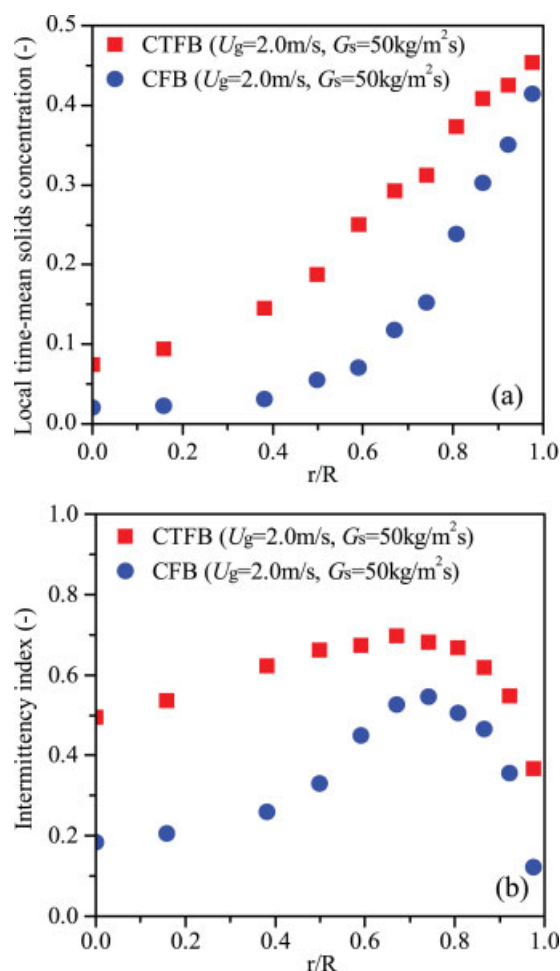 0.5
CTFB (Ug=2.0m/s, Gs=50kg/m²s)
CFB (Ug=2.0m/s, Gs=50kg/m²s)
0.4
0.3
0.2
0.1
0.0
Local time-mean solids concentration (-)
(a)
0.0 0.2 0.4 0.6 0.8 1.0
r/R
1.0
CTFB (Ug=2.0m/s, Gs=50kg/m²s)
CFB (Ug=2.0m/s, Gs=50kg/m²s)
0.8
0.6
0.4
0.2
0.0
Intermittency index (-)
(b)
0.0 0.2 0.4 0.6 0.8 1.0
r/R